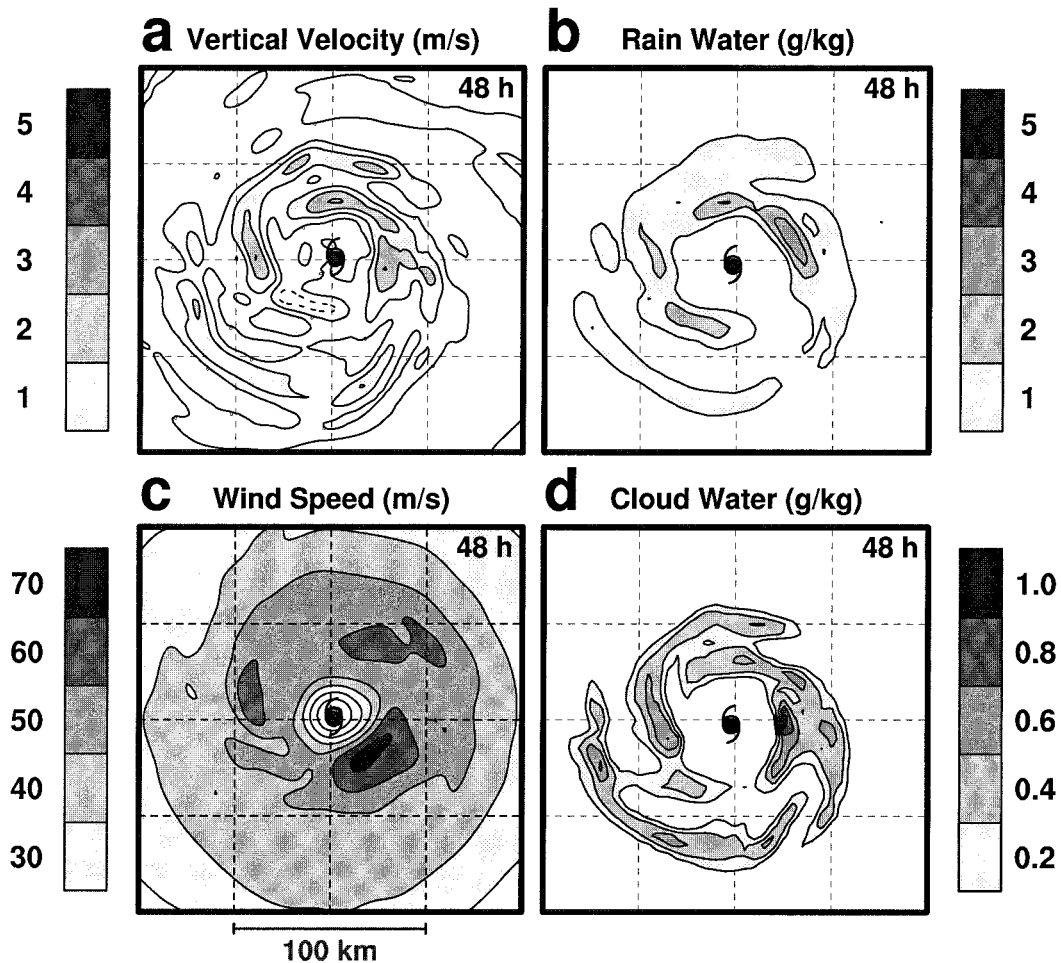 a Vertical Velocity (m/s)
b Rain Water (g/kg)
48 h
48 h
5
4
3
2
1
5
4
3
2
1
c Wind Speed (m/s)
d Cloud Water (g/kg)
48 h
48 h
70
60
50
40
30
1.0
0.8
0.6
0.4
0.2
100 km